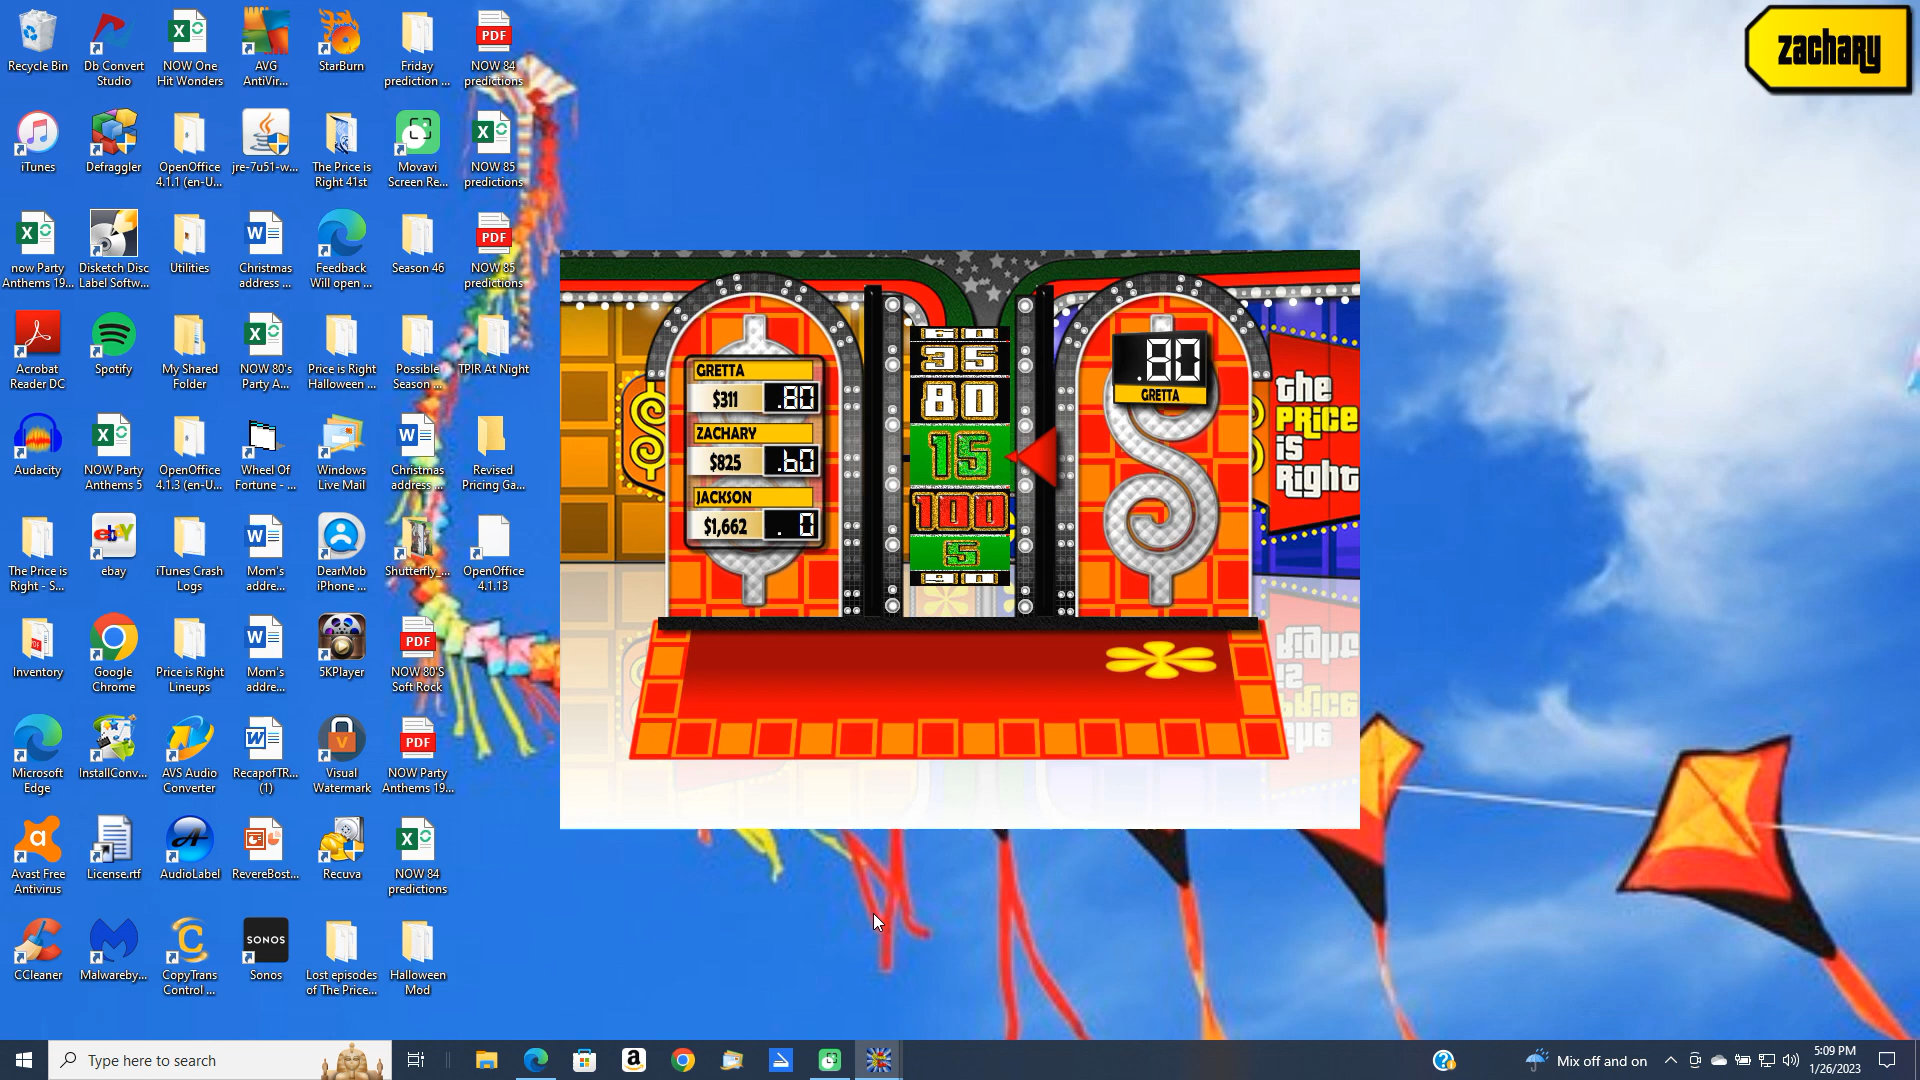 Recycle Bin
Db Convert
Studio
NOW One
Hit Wonders
AVG
AntiVir...
StarBurn
Friday
prediction ...
PDF
NOW 84
predictions
zachary
iTunes
Defraggler
OpenOffice
4.1.1 (en-U...
jre-7u51-w...
The Price is
Right 41st
Movavi
Screen Re...
NOW 85
predictions
now Party
Anthems 19...
Disketch Disc
Label Softw...
Utilities
Christmas
address ...
Feedback
Will open ...
Season 46
PDF
NOW 85
predictions
Acrobat
Reader DC
Spotify
My Shared
Folder
NOW 80's
Party A...
Price is Right
Halloween ...
Possible
Season ...
TPIR At Night
Audacity
NOW Party
Anthems 5
OpenOffice
4.1.3 (en-U...
Wheel Of
Fortune - ...
Windows
Live Mail
Christmas
address ...
Revised
Pricing Ga...
The Price is
Right - S...
ebay
ebay
iTunes Crash
Logs
Mom's
addre...
DearMob
iPhone ...
Shutterfly_...
OpenOffice
4.1.13
Inventory
Google
Chrome
Price is Right
Lineups
Mom's
addre...
5KPlayer
PDF
NOW 80'S
Soft Rock
Microsoft
Edge
InstallConv...
AVS Audio
Converter
RecapofTR...
(1)
Visual
Watermark
PDF
NOW Party
Anthems 19...
Avast Free
Antivirus
License.rtf
AudioLabel
RevereBost...
Recuva
NOW 84
predictions
CCleaner
Malwareby...
CopyTrans
Control ...
SONOS
Sonos
Lost episodes
of The Price...
Halloween
Mod
GRETTA
$311 .80
ZACHARY
$825 .60
JACKSON
$1,662 . 0
35
80
15
100
5
.80
GRETTA
the
PRICE
is
Right
Type here to search
Mix off and on
5:09 PM
1/26/2023